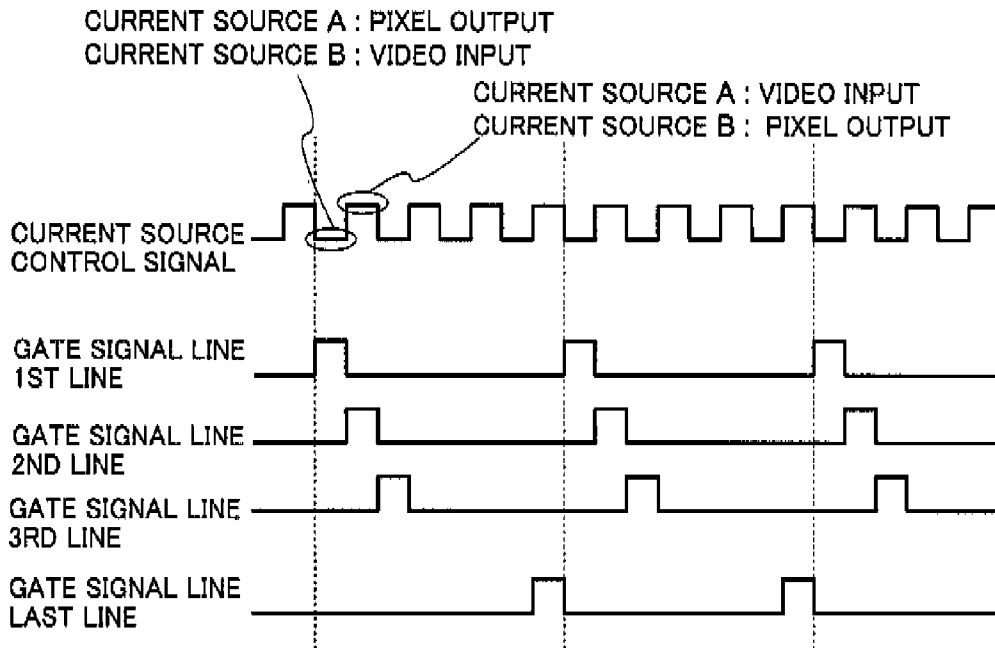 CURRENT SOURCE A : PIXEL OUTPUT
CURRENT SOURCE B : VIDEO INPUT
CURRENT SOURCE A : VIDEO INPUT
CURRENT SOURCE B : PIXEL OUTPUT
CURRENT SOURCE
CONTROL SIGNAL
GATE SIGNAL LINE
1ST LINE
GATE SIGNAL LINE
2ND LINE
GATE SIGNAL LINE
3RD LINE
GATE SIGNAL LINE
LAST LINE